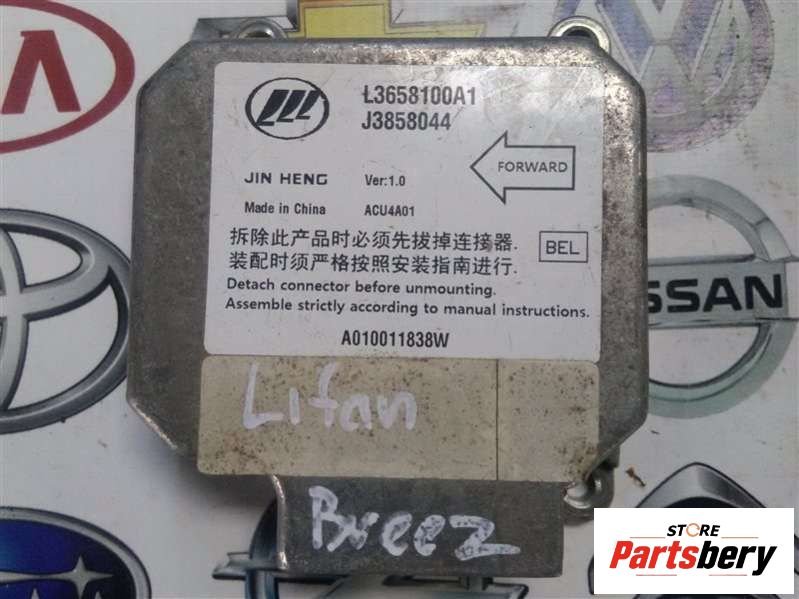 L3658100A1
J3858044
FORWARD
JIN HENG Ver:1.0
Made in China ACU4A01
拆除此产品时必须先拔掉连接器.
装配时须严格按照安装指南进行.
BEL
Detach connector before unmounting.
Assemble strictly according to manual instructions.
A010011838W
Lifan
Breez
NISSAN
STORE
Partsbery